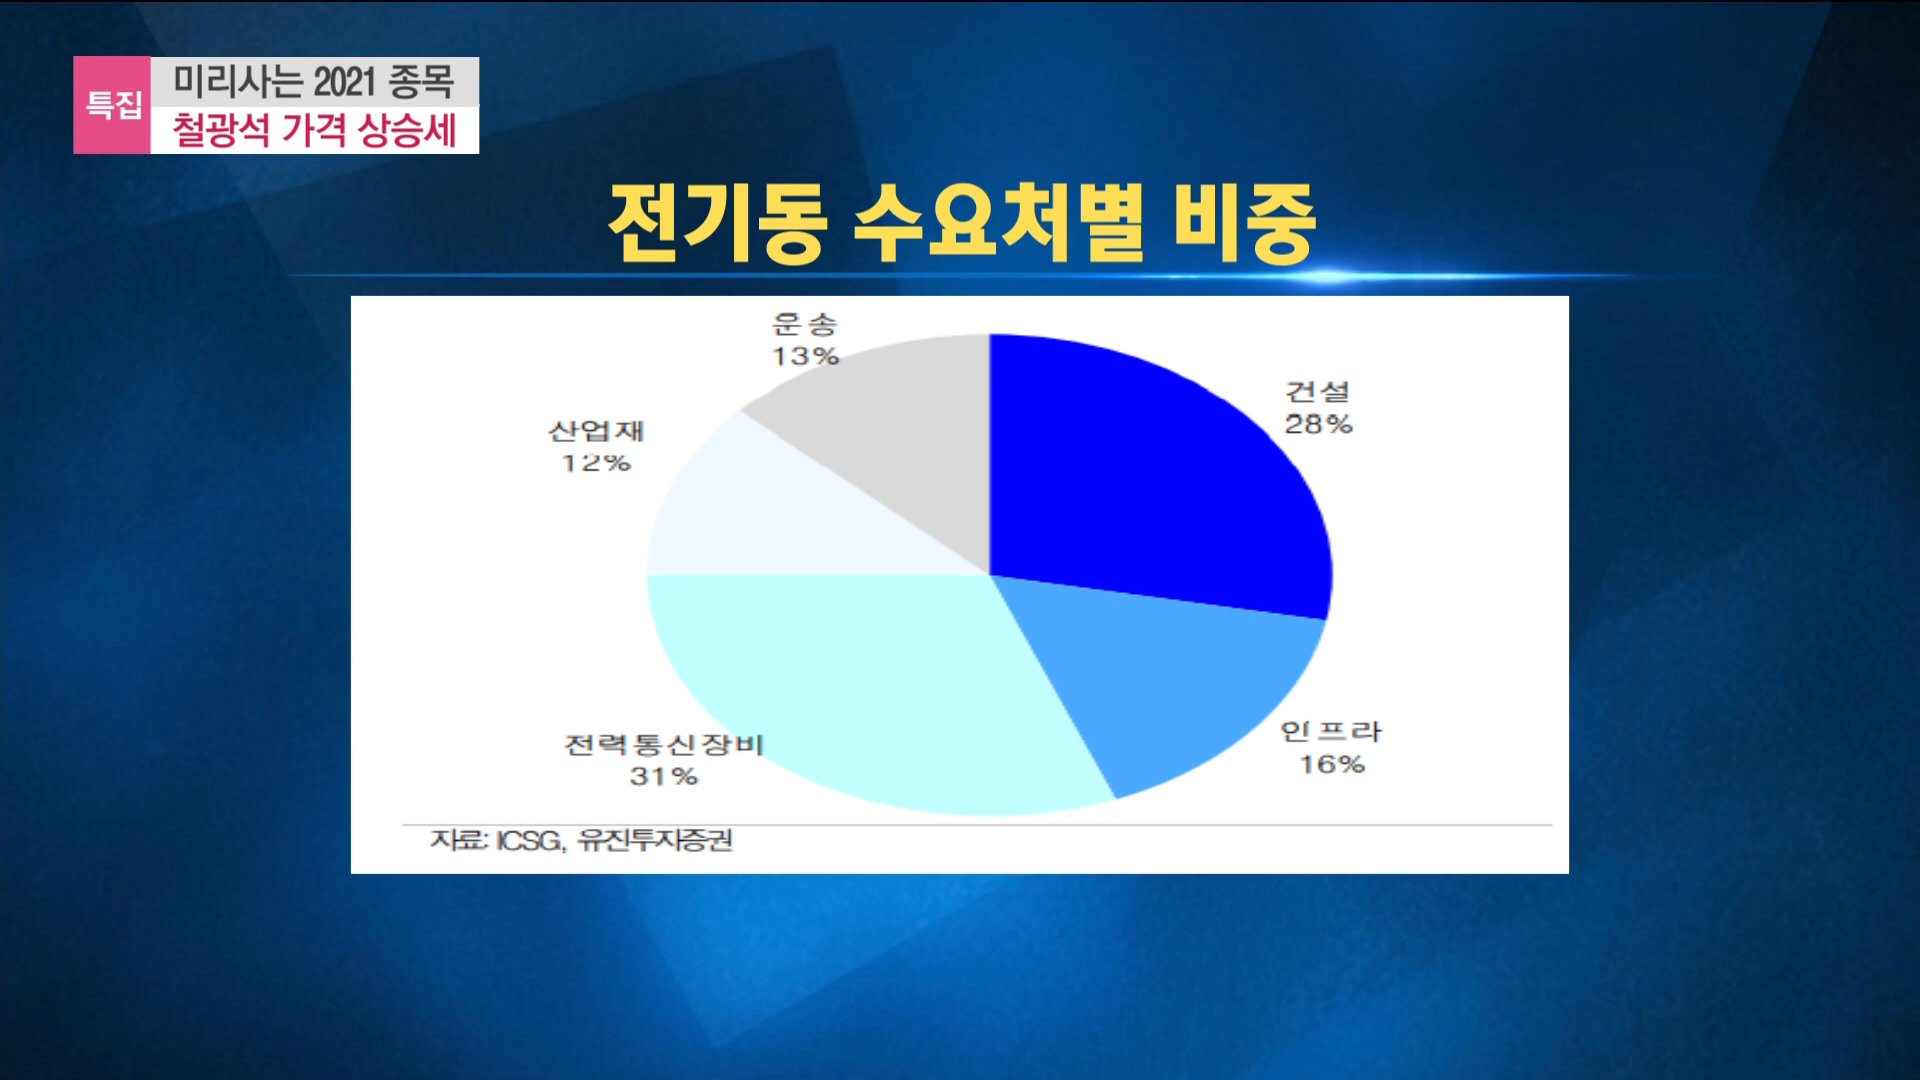 특집
미리사는 2021 종목
철광석 가격 상승세
전기동 수요처별 비중
운송
13%
건설
28%
산업재
12%
인프라
16%
전력통신장비
31%
자료: ICSG, 유진투자증권